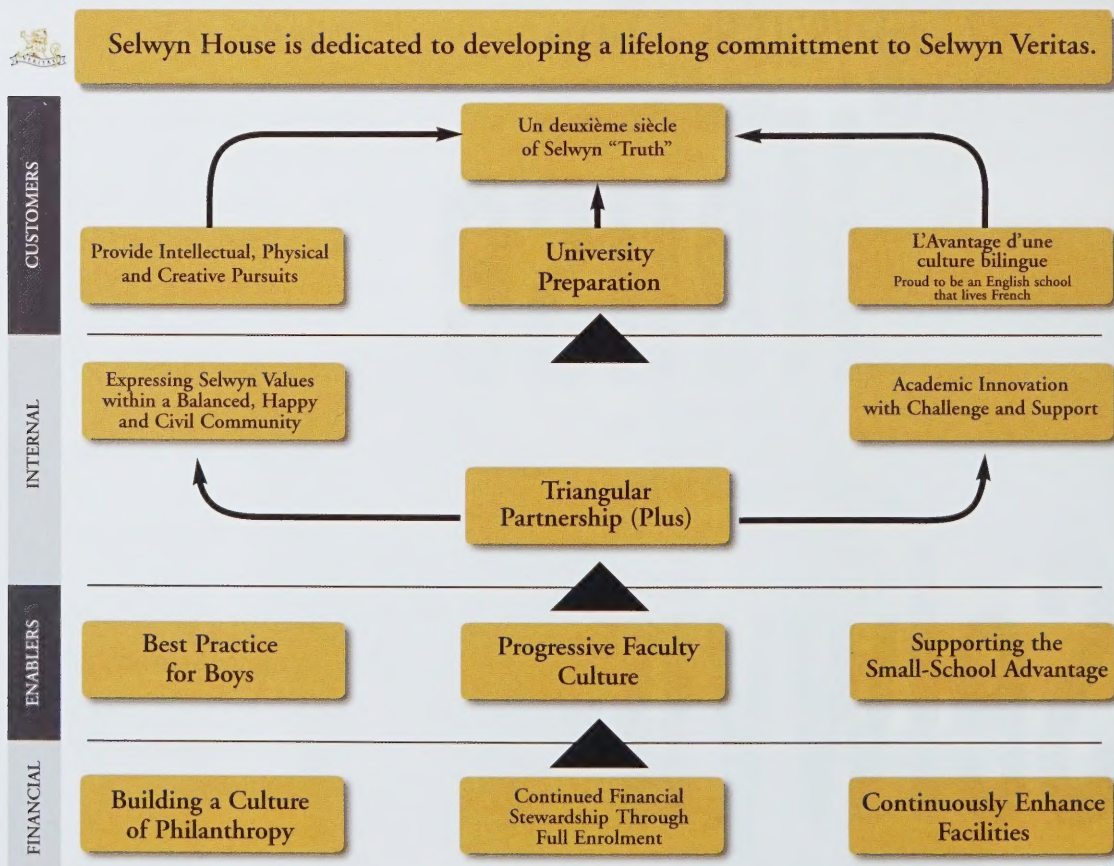 VERITAS
Selwyn House is dedicated to developing a lifelong committment to Selwyn Veritas.
CUSTOMERS
Un deuxième siècle
of Selwyn “Truth”
Provide Intellectual, Physical
and Creative Pursuits
University
Preparation
L’Avantage d’une
culture bilingue
Proud to be an English school
that lives French
INTERNAL
Expressing Selwyn Values
within a Balanced, Happy
and Civil Community
Academic Innovation
with Challenge and Support
Triangular
Partnership (Plus)
ENABLERS
Best Practice
for Boys
Progressive Faculty
Culture
Supporting the
Small-School Advantage
FINANCIAL
Building a Culture
of Philanthropy
Continued Financial
Stewardship Through
Full Enrolment
Continuously Enhance
Facilities